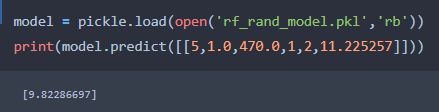 model = pickle.load(open('rf_rand_model.pkl','rb'))
print(model.predict([[5,1.0,470.0,1,2,11.225257]]))
[9.82286697]